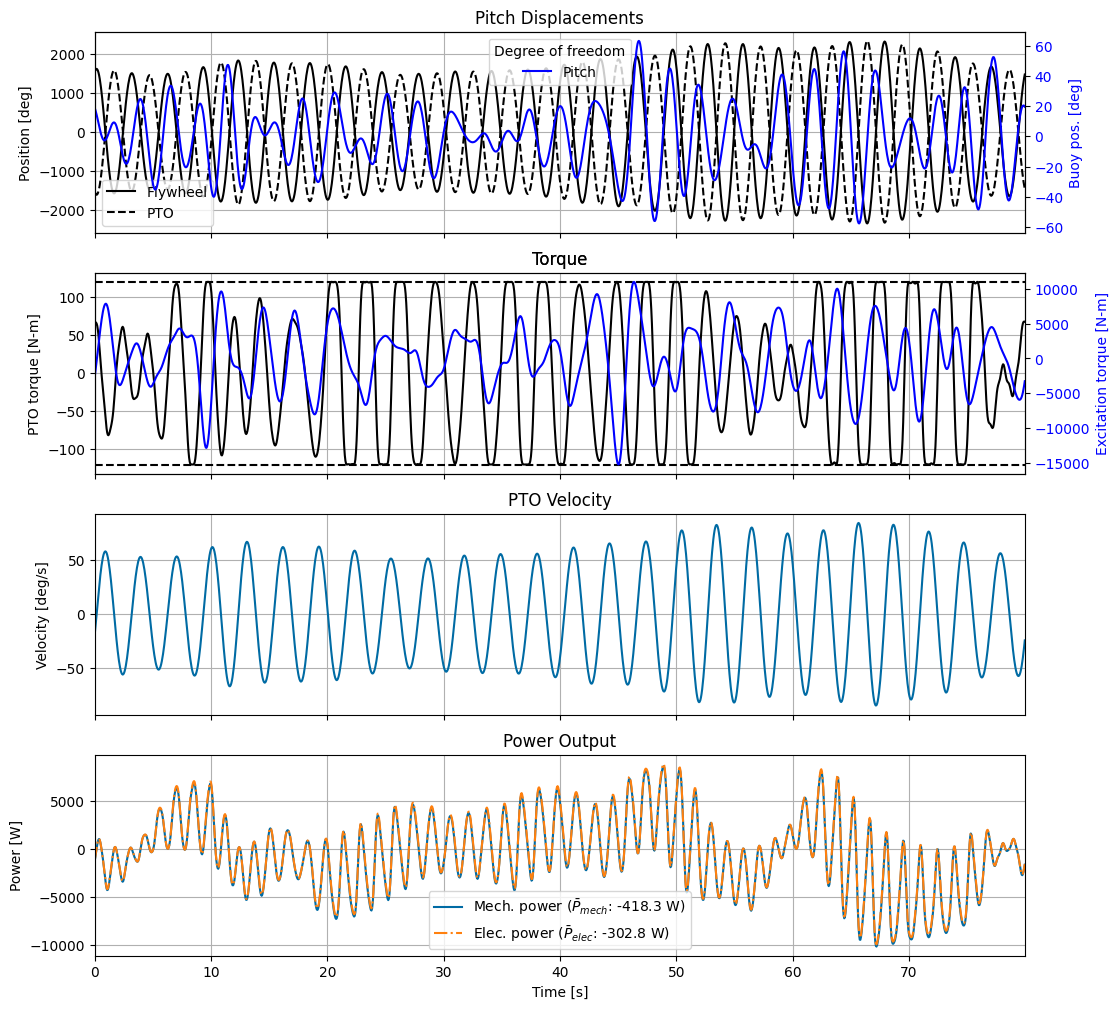 Pitch Displacements
2000
1000
0
−1000
−2000
Position [deg]
60
40
20
0
−20
−40
−60
Buoy pos. [deg]
Degree of freedom
Pitch
Flywheel
PTO
Torque
100
50
0
−50
−100
PTO torque [N-m]
10000
5000
0
−5000
−10000
−15000
Excitation torque [N-m]
PTO Velocity
50
0
−50
Velocity [deg/s]
Power Output
5000
0
−5000
−10000
Power [W]
Mech. power (P̄mech: -418.3 W)
Elec. power (P̄elec: -302.8 W)
0 10 20 30 40 50 60 70
Time [s]